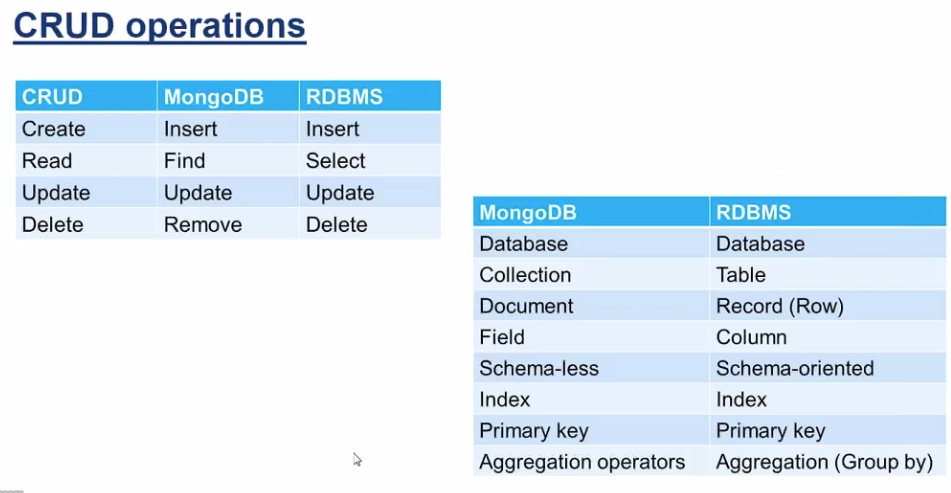 CRUD operations
CRUD MongoDB RDBMS
Create Insert Insert
Read Find Select
Update Update Update
Delete Remove Delete
MongoDB RDBMS
Database Database
Collection Table
Document Record (Row)
Field Column
Schema-less Schema-oriented
Index Index
Primary key Primary key
Aggregation operators Aggregation (Group by)